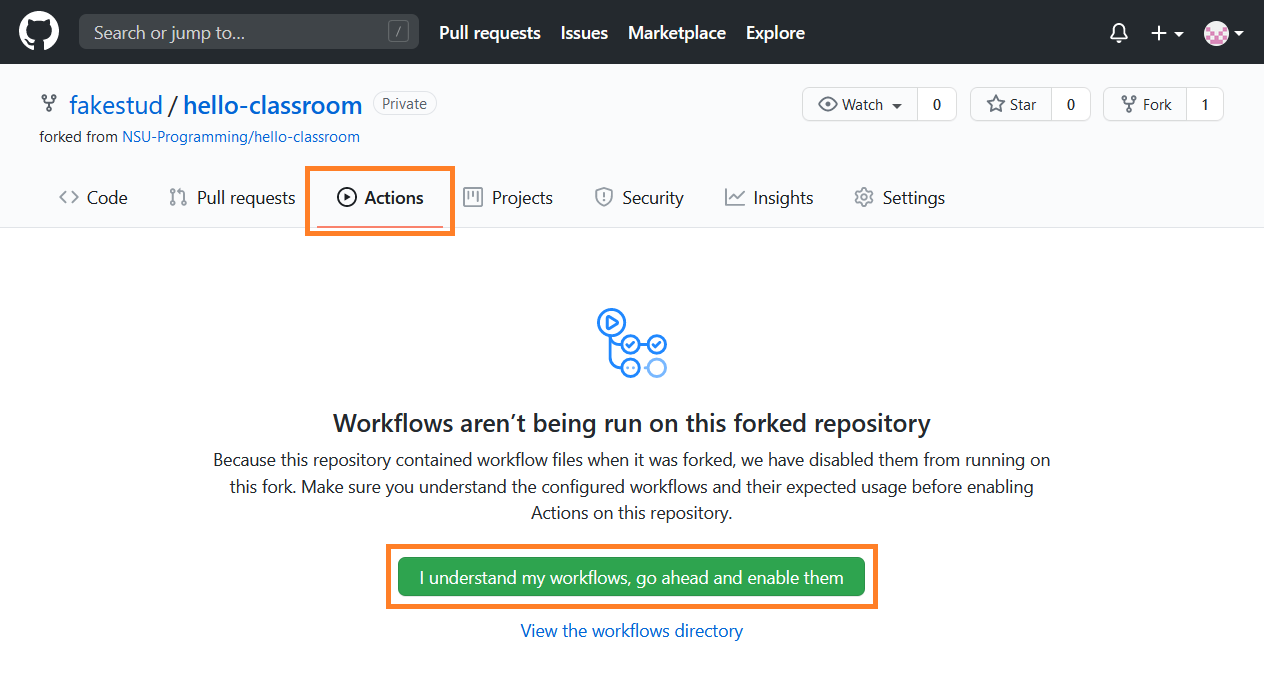 Search or jump to... /
Pull requests Issues Marketplace Explore
fakestud / hello-classroom Private
Watch 0 Star 0 Fork 1
forked from NSU-Programming/hello-classroom
Code Pull requests Actions Projects Security Insights Settings
Workflows aren’t being run on this forked repository
Because this repository contained workflow files when it was forked, we have disabled them from running on
this fork. Make sure you understand the configured workflows and their expected usage before enabling
Actions on this repository.
I understand my workflows, go ahead and enable them
View the workflows directory